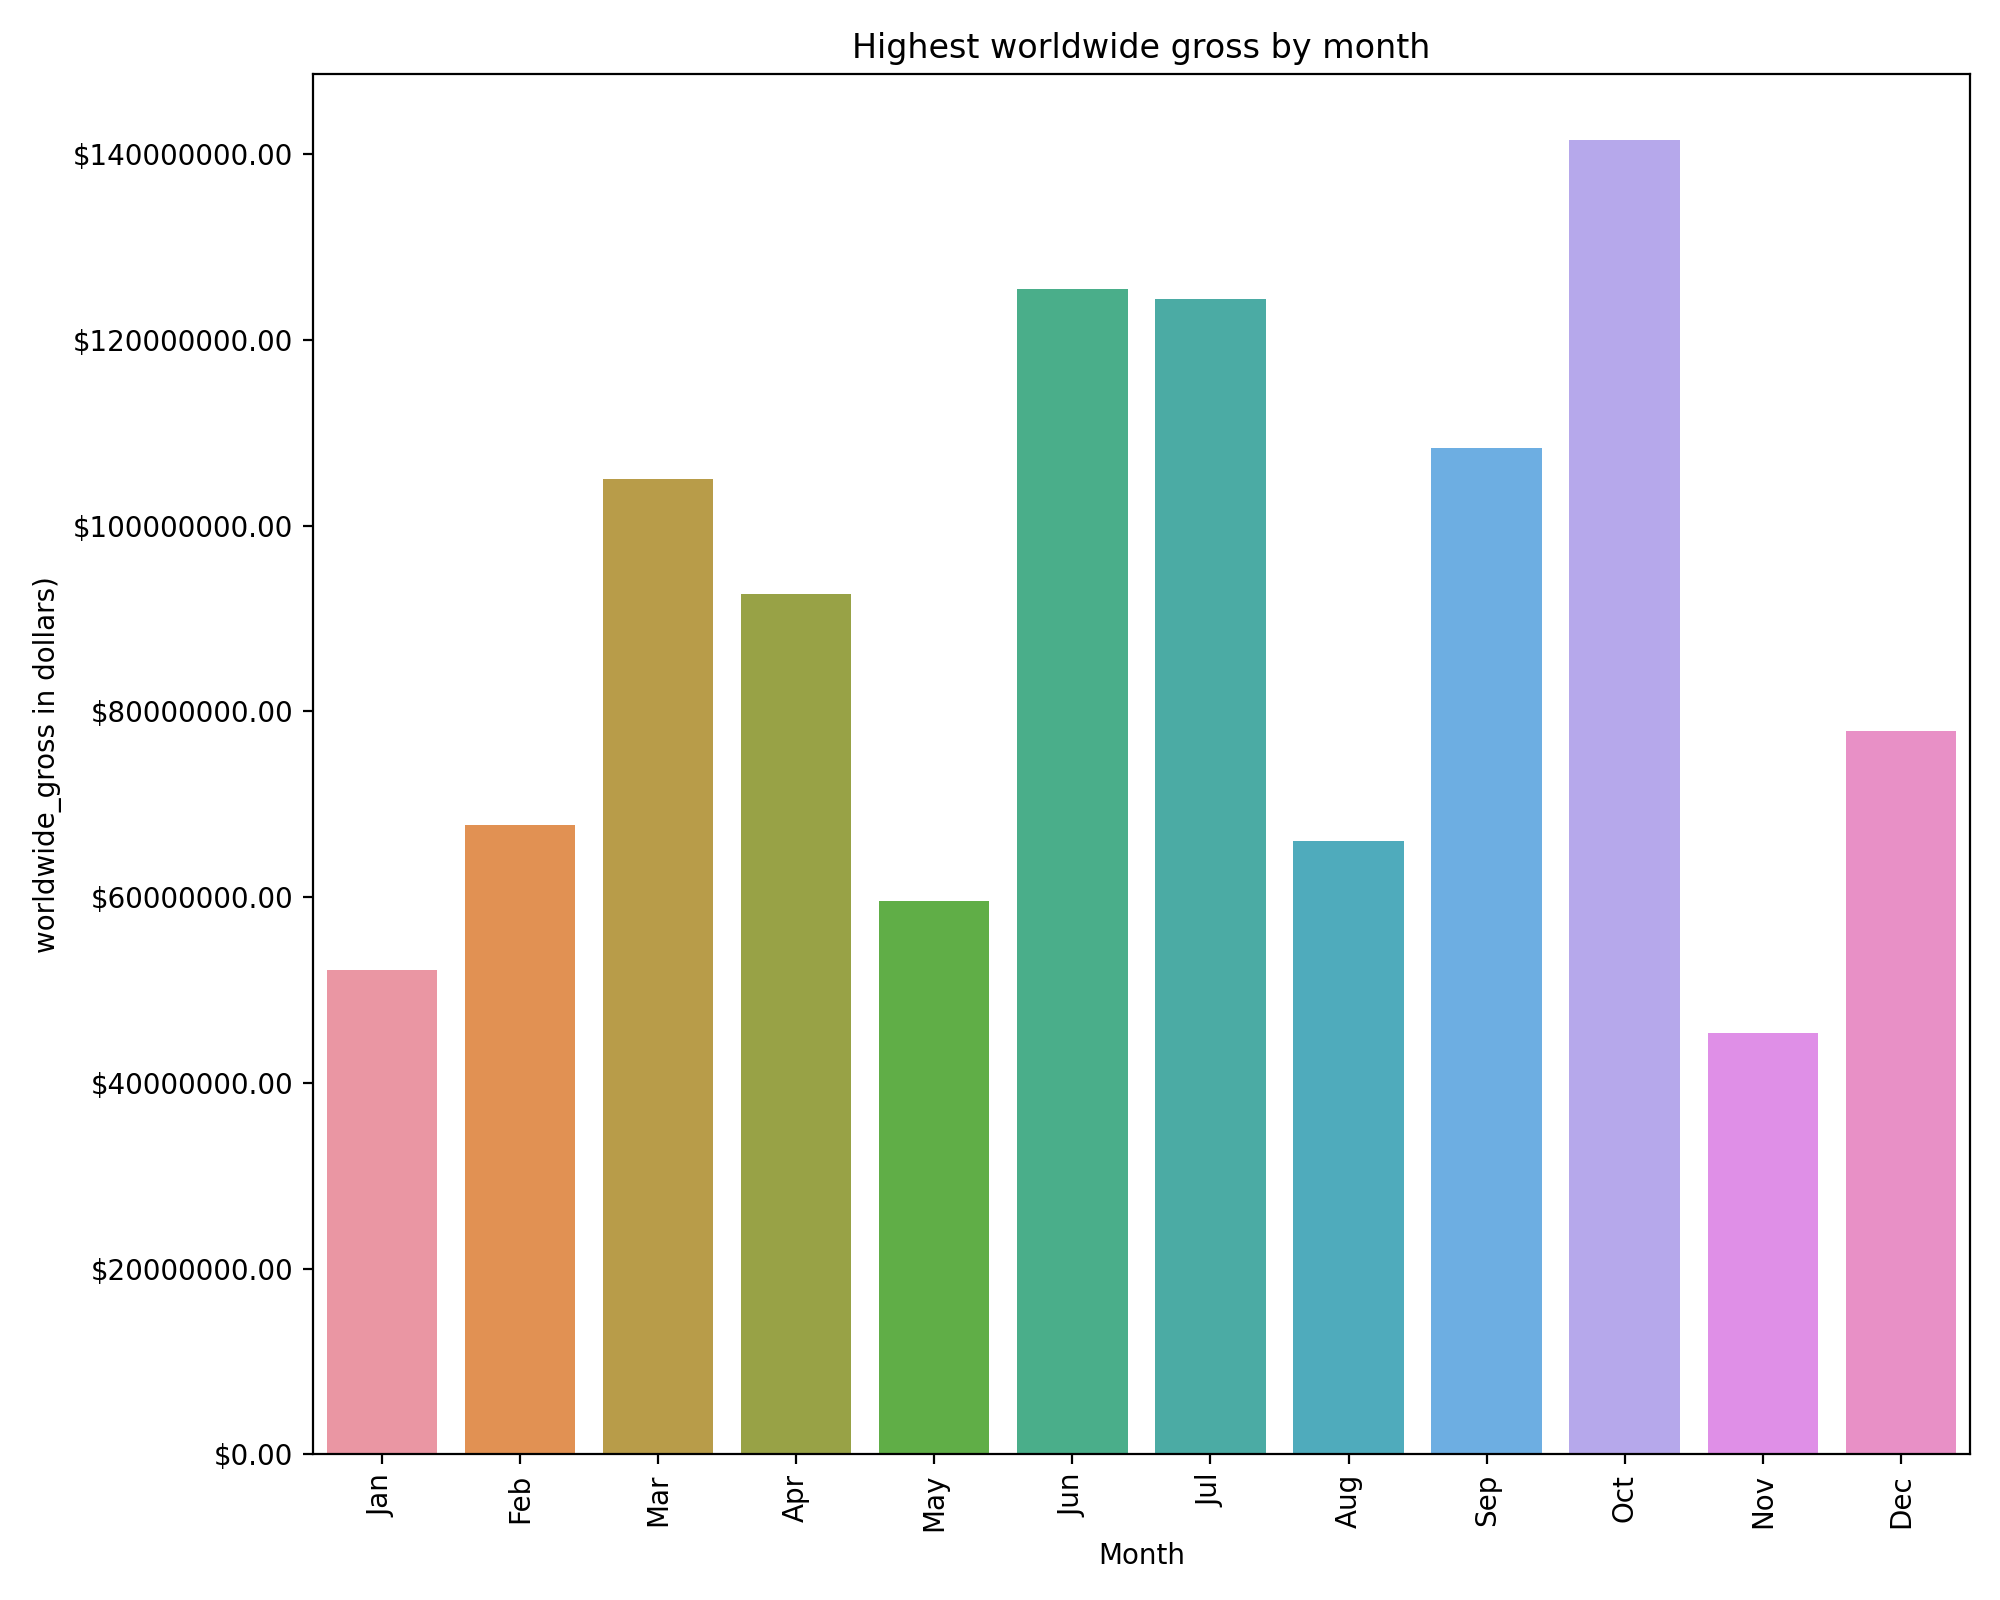 Highest worldwide gross by month
worldwide_gross in dollars)
$140000000.00
$120000000.00
$100000000.00
$80000000.00
$60000000.00
$40000000.00
$20000000.00
$0.00
Jan
Feb
Mar
Apr
May
Jun
Jul
Aug
Sep
Oct
Nov
Dec
Month